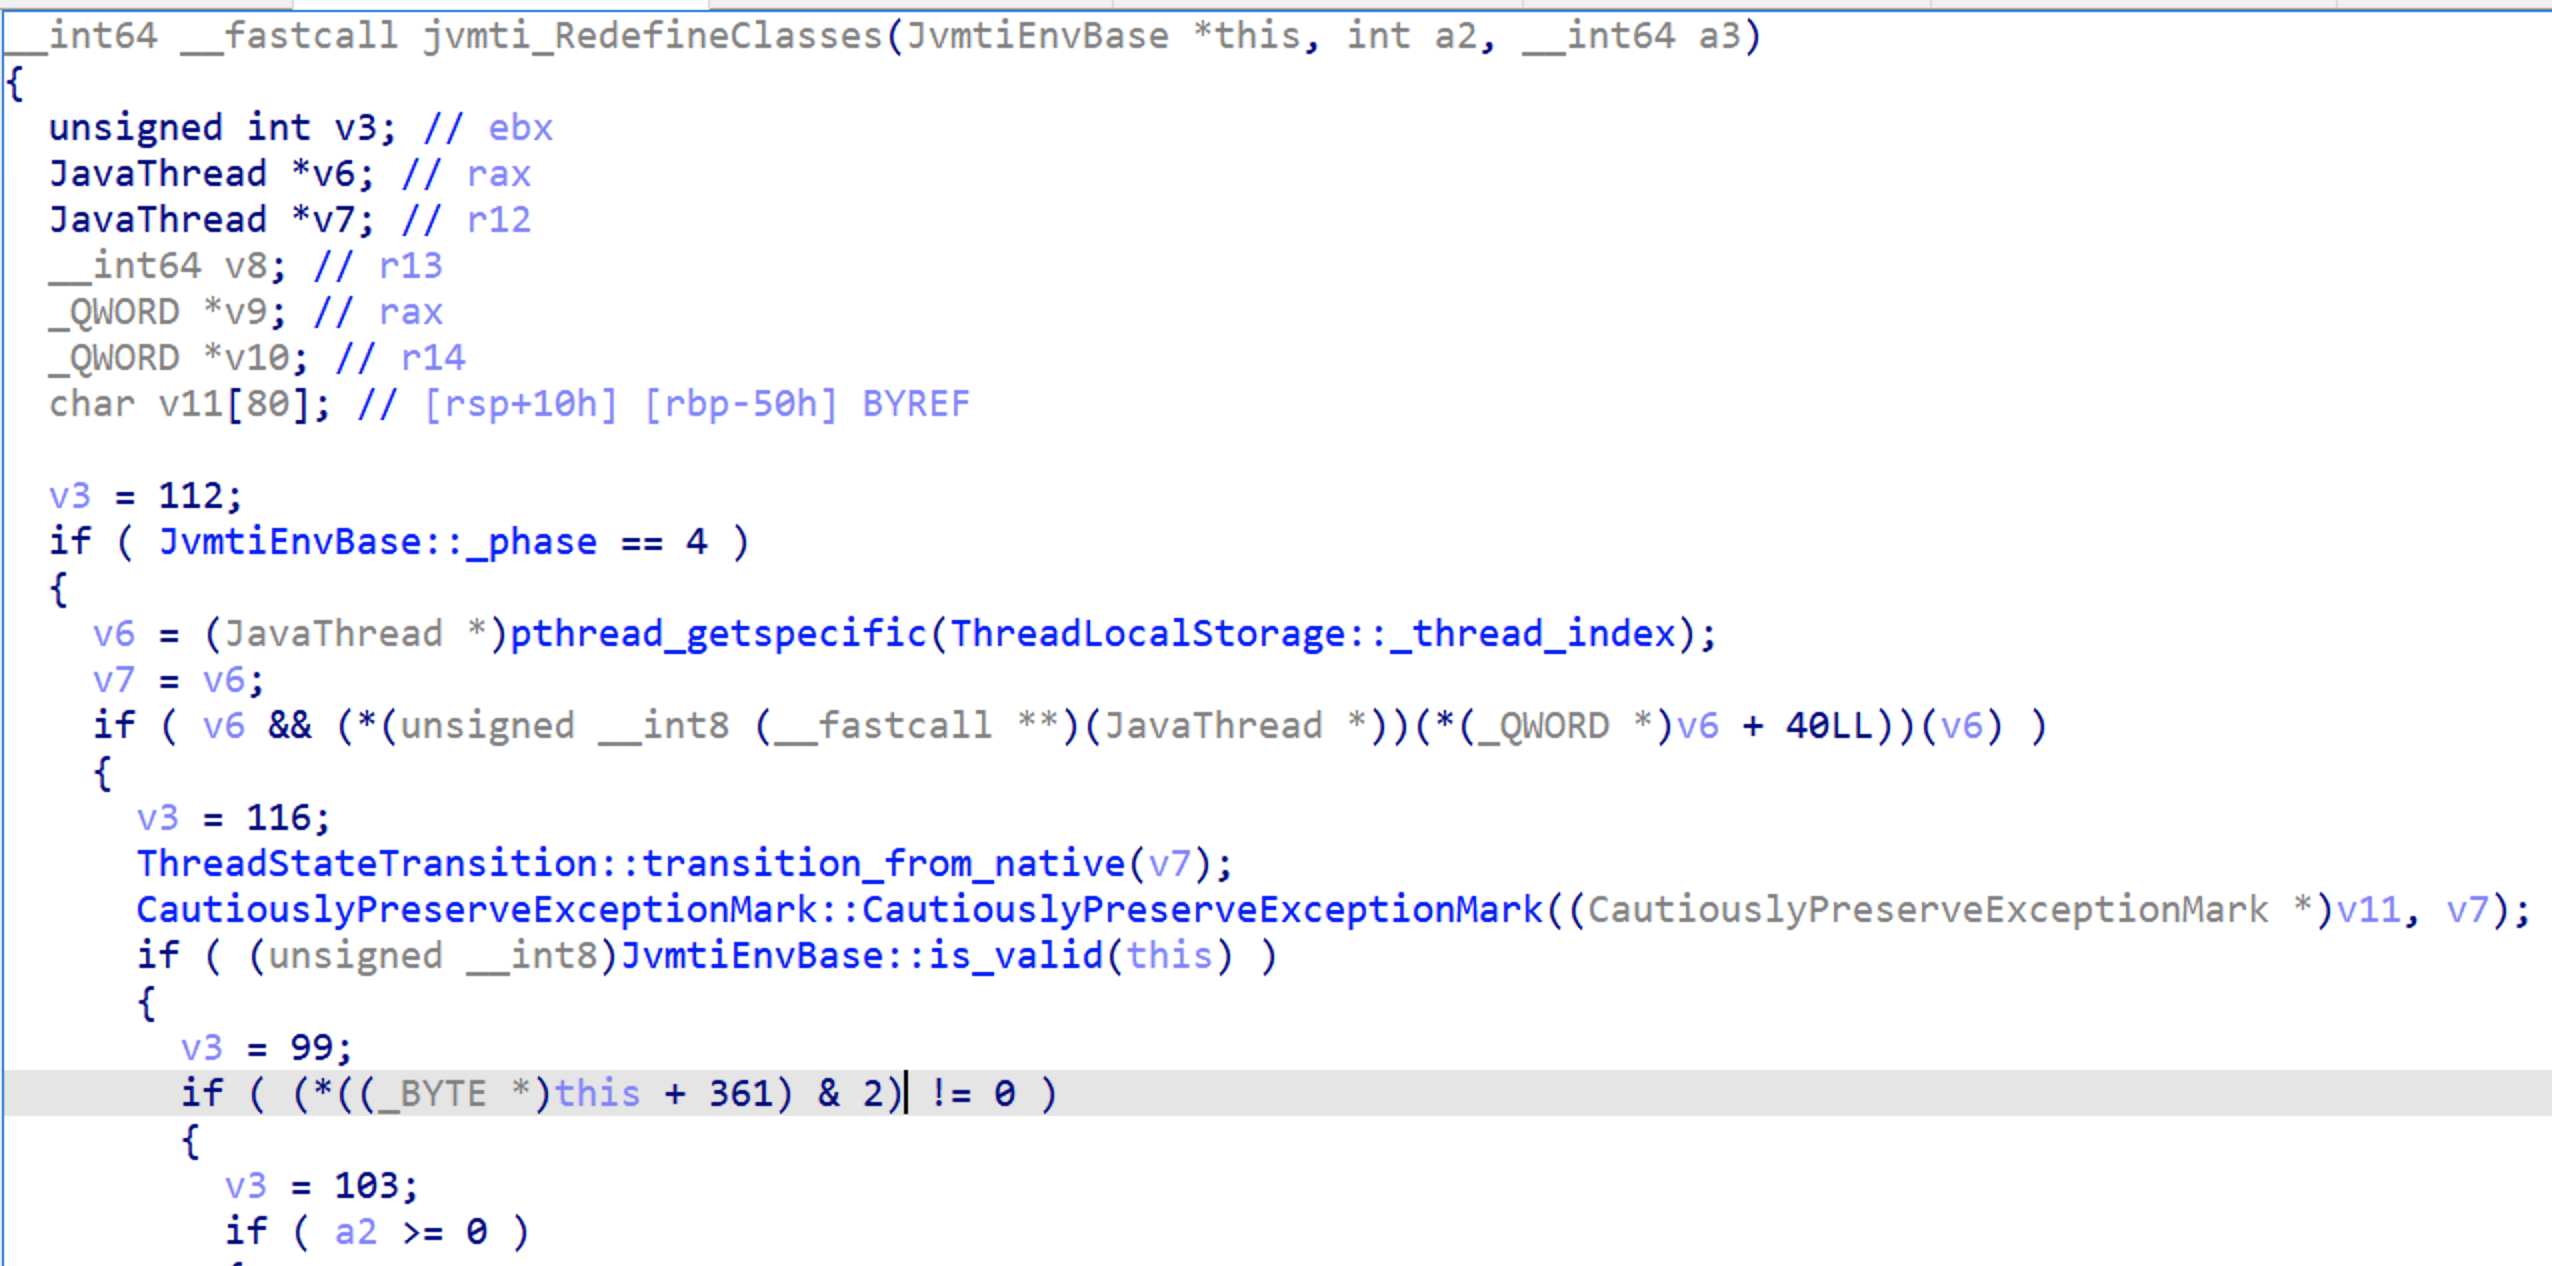 __int64 __fastcall jvmti_RedefineClasses(JvmtiEnvBase *this, int a2, __int64 a3)
{
  unsigned int v3; // ebx
  JavaThread *v6; // rax
  JavaThread *v7; // r12
  __int64 v8; // r13
  _QWORD *v9; // rax
  _QWORD *v10; // r14
  char v11[80]; // [rsp+10h] [rbp-50h] BYREF

  v3 = 112;
  if ( JvmtiEnvBase::_phase == 4 )
  {
    v6 = (JavaThread *)pthread_getspecific(ThreadLocalStorage::_thread_index);
    v7 = v6;
    if ( v6 && (*(unsigned __int8 (__fastcall **)(JavaThread *))(*(_QWORD *)v6 + 40LL))(v6) )
    {
      v3 = 116;
      ThreadStateTransition::transition_from_native(v7);
      CautiouslyPreserveExceptionMark::CautiouslyPreserveExceptionMark((CautiouslyPreserveExceptionMark *)v11, v7);
      if ( (unsigned __int8)JvmtiEnvBase::is_valid(this) )
      {
        v3 = 99;
        if ( (*((_BYTE *)this + 361) & 2) != 0 )
        {
          v3 = 103;
          if ( a2 >= 0 )
          {